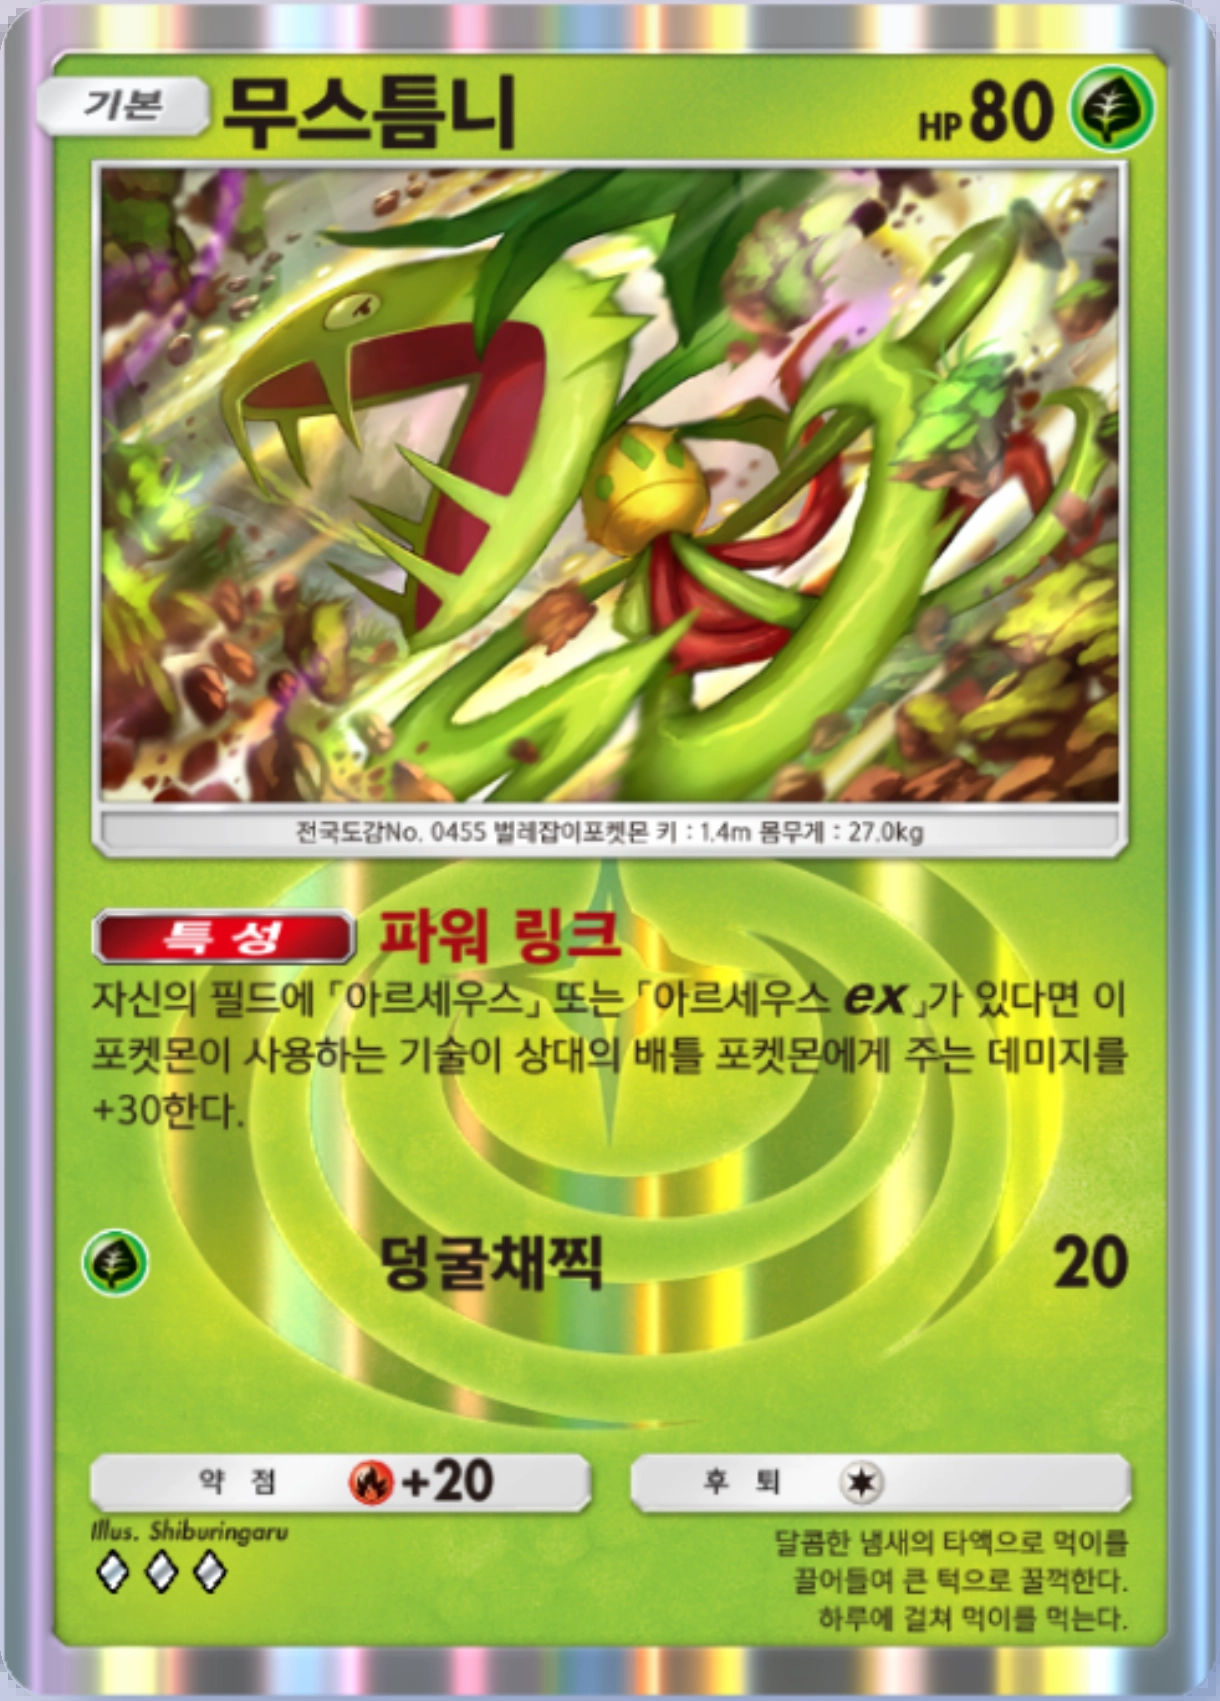 기본 무스틈니 HP 80
전국도감No. 0455 벌레잡이포켓몬 키 : 1.4m 몸무게 : 27.0kg
특성 파워 링크
자신의 필드에 「아르세우스」 또는 「아르세우스 ex」가 있다면 이
포켓몬이 사용하는 기술이 상대의 배틀 포켓몬에게 주는 데미지를
+30한다.
덩굴채찍 20
약점 +20 후퇴
Illus. Shiburingaru
달콤한 냄새의 타액으로 먹이를
끌어들여 큰 턱으로 꿀꺽한다.
하루에 걸쳐 먹이를 먹는다.